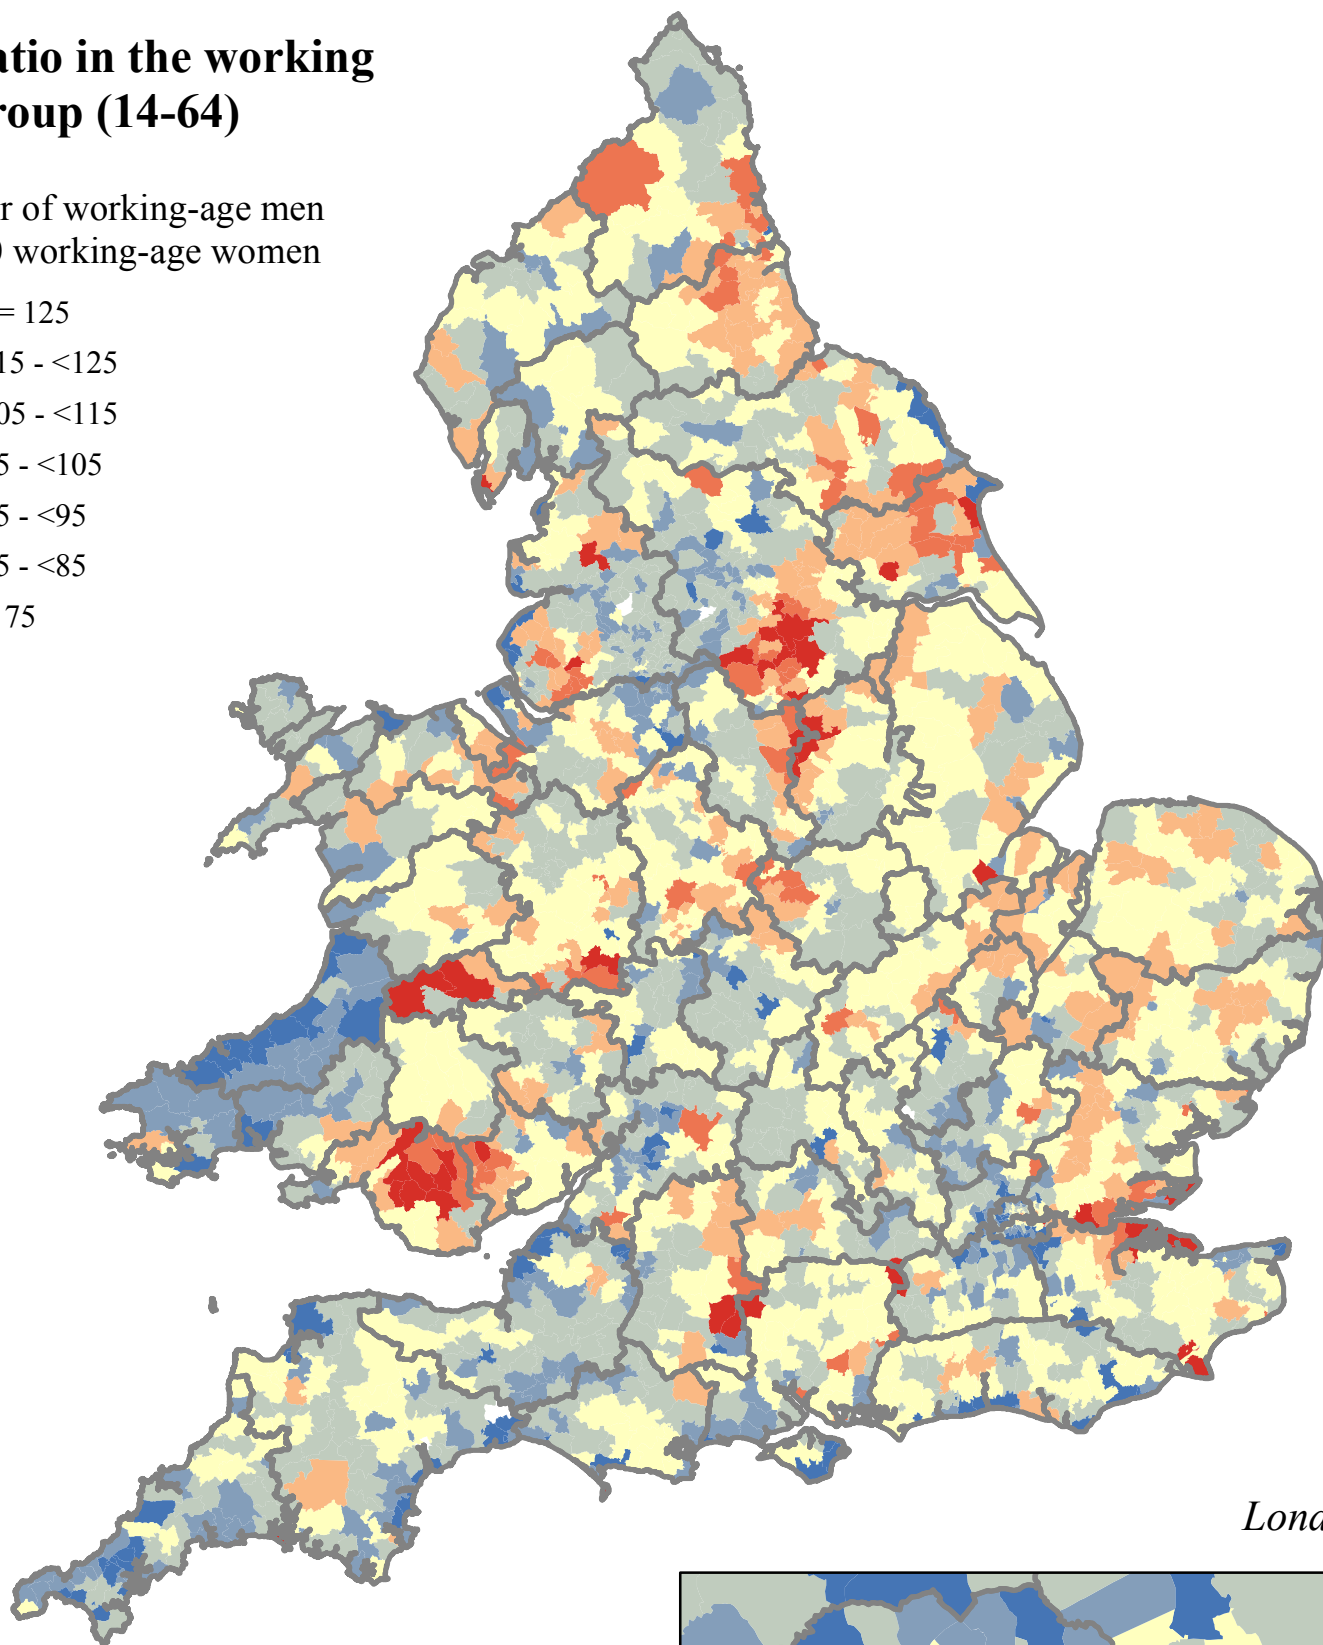 atio in the working
roup (14-64)
r of working-age men
0 working-age women
= 125
15 - <125
05 - <115
5 - <105
5 - <95
5 - <85
75
Lond